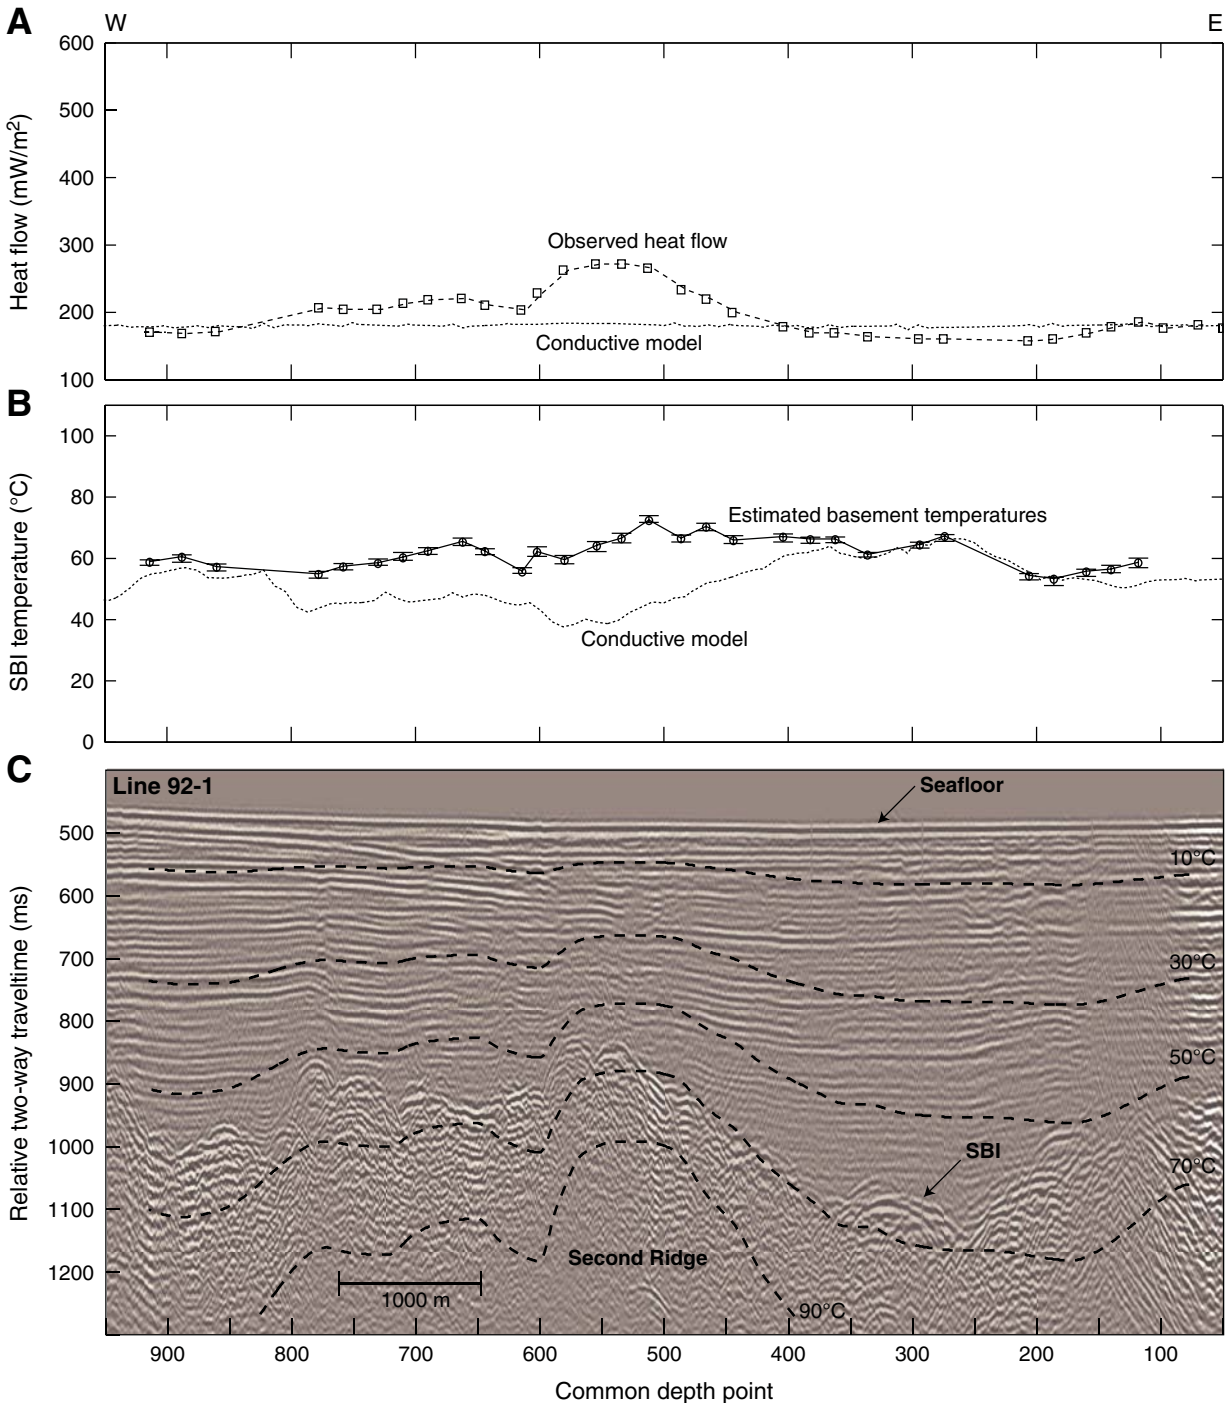 A
W
E
600
500
400
300
200
100
Heat flow (mW/m²)
Observed heat flow
Conductive model
B
100
80
60
40
20
0
SBI temperature (°C)
Estimated basement temperatures
Conductive model
C
Line 92-1
Seafloor
500
600
700
800
900
1000
1100
1200
Relative two-way traveltime (ms)
10°C
30°C
50°C
SBI
70°C
Second Ridge
1000 m
90°C
900
800
700
600
500
400
300
200
100
Common depth point